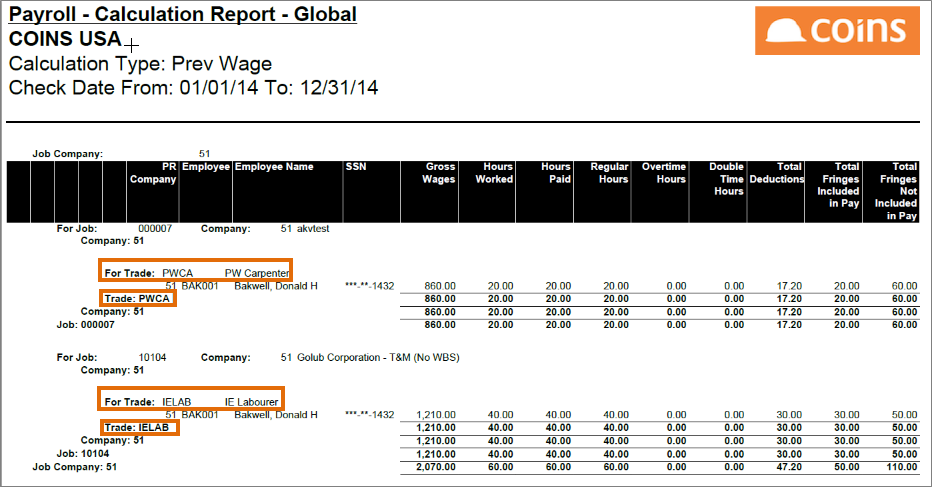 Payroll - Calculation Report - Global
COINS USA
coins
Calculation Type: Prev Wage
Check Date From: 01/01/14 To: 12/31/14
Job Company: 51
PR Company Employee Employee Name SSN Gross Wages Hours Worked Hours Paid Regular Hours Overtime Hours Double Time Hours Total Deductions Total Fringes Included in Pay Total Fringes Not Included in Pay
For Job: 000007 Company: 51 akvtest
Company: 51
For Trade: PWCA PW Carpenter
51 BAK001 Bakwell, Donald H ***-**-1432 860.00 20.00 20.00 20.00 0.00 0.00 17.20 20.00 60.00
Trade: PWCA 860.00 20.00 20.00 20.00 0.00 0.00 17.20 20.00 60.00
Company: 51 860.00 20.00 20.00 20.00 0.00 0.00 17.20 20.00 60.00
Job: 000007 860.00 20.00 20.00 20.00 0.00 0.00 17.20 20.00 60.00
For Job: 10104 Company: 51 Golub Corporation - T&M (No WBS)
Company: 51
For Trade: IELAB IE Labourer
51 BAK001 Bakwell, Donald H ***-**-1432 1,210.00 40.00 40.00 40.00 0.00 0.00 30.00 30.00 50.00
Trade: IELAB 1,210.00 40.00 40.00 40.00 0.00 0.00 30.00 30.00 50.00
Company: 51 1,210.00 40.00 40.00 40.00 0.00 0.00 30.00 30.00 50.00
Job: 10104 1,210.00 40.00 40.00 40.00 0.00 0.00 30.00 30.00 50.00
Job Company: 51 2,070.00 60.00 60.00 60.00 0.00 0.00 47.20 50.00 110.00